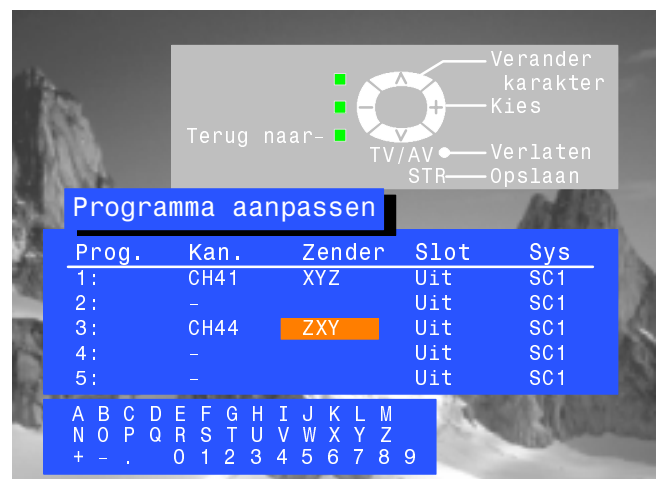 Verander
karakter
Kies
Terug naar-
TV/AV Verlaten
STR Opslaan
Programma aanpassen
Prog. Kan. Zender Slot Sys
1: CH41 XYZ Uit SC1
2: - Uit SC1
3: CH44 ZXY Uit SC1
4: - Uit SC1
5: - Uit SC1
A B C D E F G H I J K L M
N O P Q R S T U V W X Y Z
+ - . 0 1 2 3 4 5 6 7 8 9